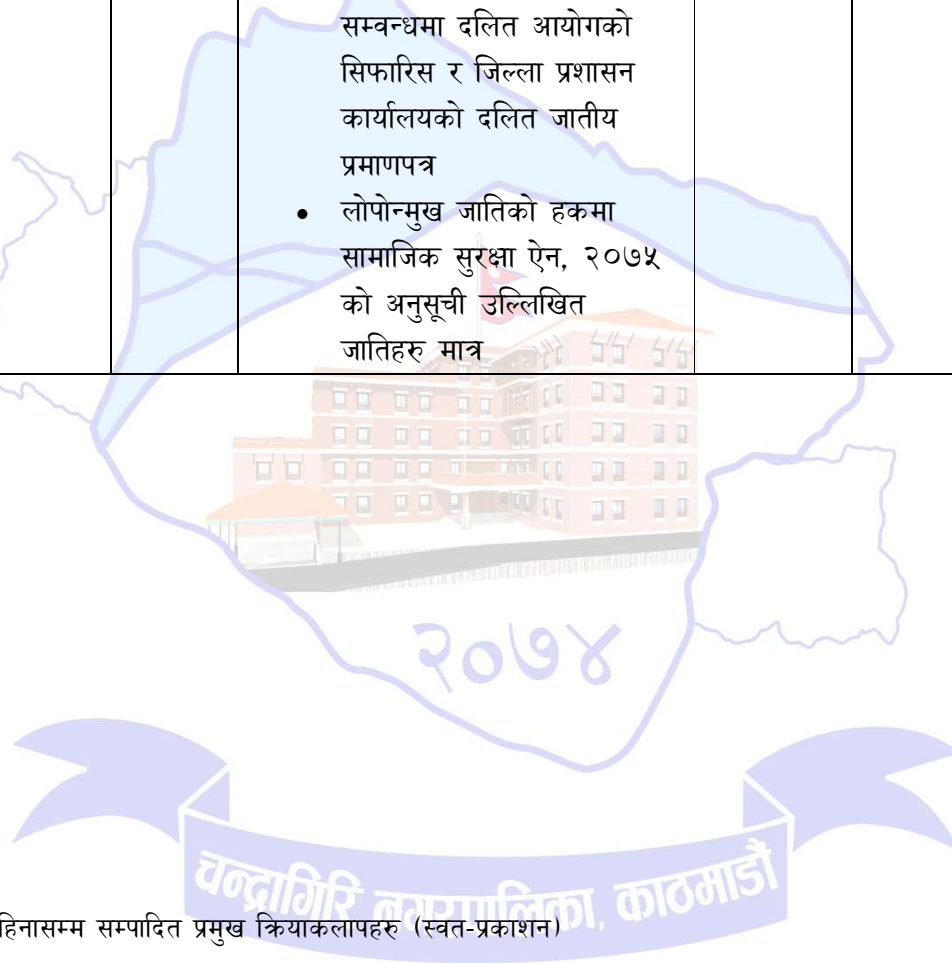 सम्वन्धमा दलित आयोगको
सिफारिस र जिल्ला प्रशासन
कार्यालयको दलित जातीय
प्रमाणपत्र
• लोपोन्मुख जातिको हकमा
सामाजिक सुरक्षा ऐन, २०७५
को अनुसूची उल्लिखित
जातिहरु मात्र
२०७४
चन्द्रागिरि नगरपालिका, काठमाडौं
हिनासम्म सम्पादित प्रमुख क्रियाकलापहरु (स्वत-प्रकाशन)